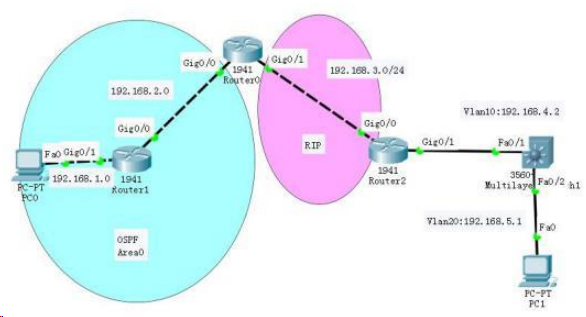 Gig0/0
Gig0/1
1941
Router0
192.168.3.0/24
192.168.2.0
Vlan10:192.168.4.2
Gig0/0
Gig0/0
RIP
Gig0/1
Fa0/1
Fa0
Gig0/1
PC-PT
PC0
192.168.1.0
1941
Router1
1941
Router2
3560-
Multilaye
h1
Fa0/2
Vlan20:192.168.5.1
Fa0
OSPF
Area0
PC-PT
PC1